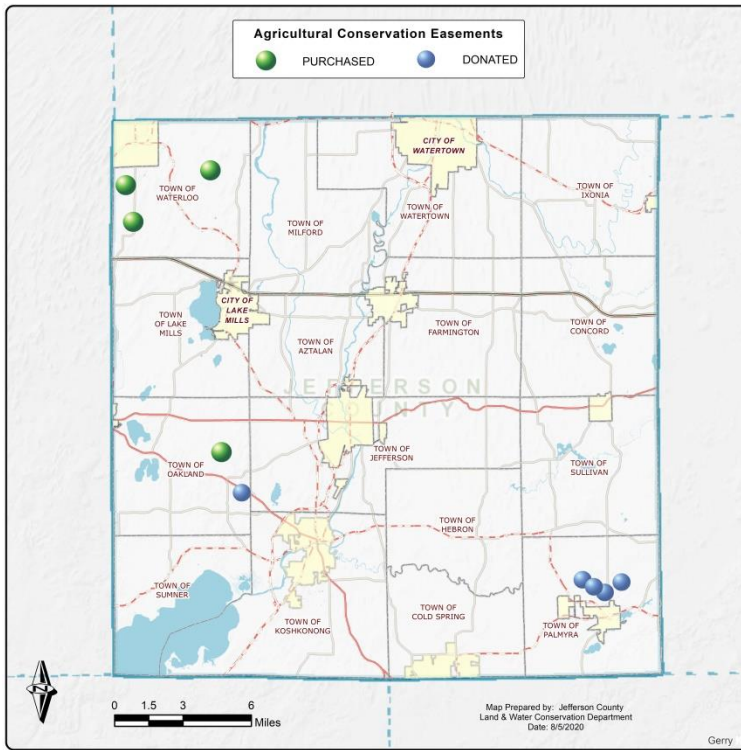 Agricultural Conservation Easements
PURCHASED
DONATED
CITY OF
WATERTOWN
TOWN OF
WATERLOO
TOWN OF
IXONIA
TOWN OF
MILFORD
TOWN OF
WATERTOWN
TOWN
OF LAKE
MILLS
CITY OF
LAKE
MILLS
TOWN OF
AZTALAN
TOWN OF
FARMINGTON
TOWN OF
CONCORD
JEFFERSON
COUNTY
TOWN OF
JEFFERSON
TOWN OF
OAKLAND
TOWN OF
SULLIVAN
TOWN OF
HEBRON
TOWN OF
SUMNER
TOWN OF
KOSHKONONG
TOWN OF
COLD SPRING
TOWN OF
PALMYRA
N
0 1.5 3 6
Miles
Map Prepared by: Jefferson County
Land & Water Conservation Department
Date: 8/5/2020
Gerry